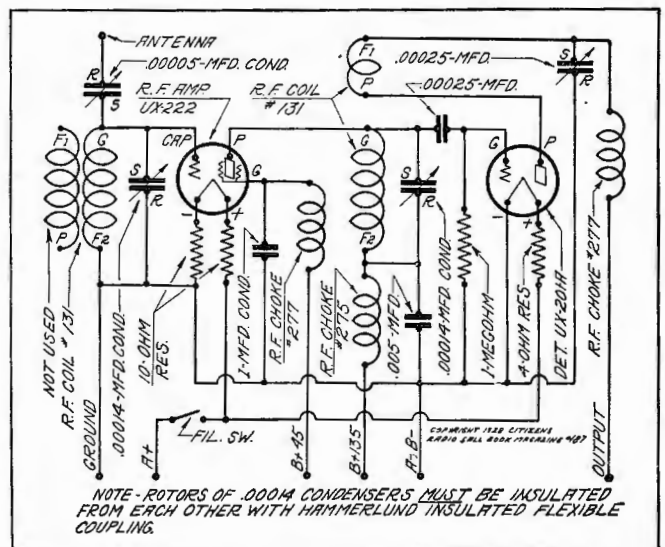 ANTENNA
.00005-MFD. COND.
R
S
R.F. AMP.
UX-222
R.F. COIL
#131
F1
P
.00025-MFD.
.00025-MFD.
S
R
F1
G
P
F2
S
R
CAP
P
G
-
+
G
F2
S
R
G
P
-
+
NOT USED
R.F. COIL #131
GROUND
.00014-MFD. COND.
10-OHM
RES.
1-MFD. COND.
R.F. CHOKE
#277
R.F. CHOKE
#275
.005-MFD.
.00014-MFD. COND.
1-MEGOHM
4-OHM RES.
DET. UX-201A
R.F. CHOKE #277
A+
FIL. SW.
B+45
B+135
A-B-
OUTPUT
COPYRIGHT 1928 CITIZENS
RADIO CALL BOOK MAGAZINE
NOTE - ROTORS OF .00014 CONDENSERS MUST BE INSULATED
FROM EACH OTHER WITH HAMMERLUND INSULATED FLEXIBLE
COUPLING.